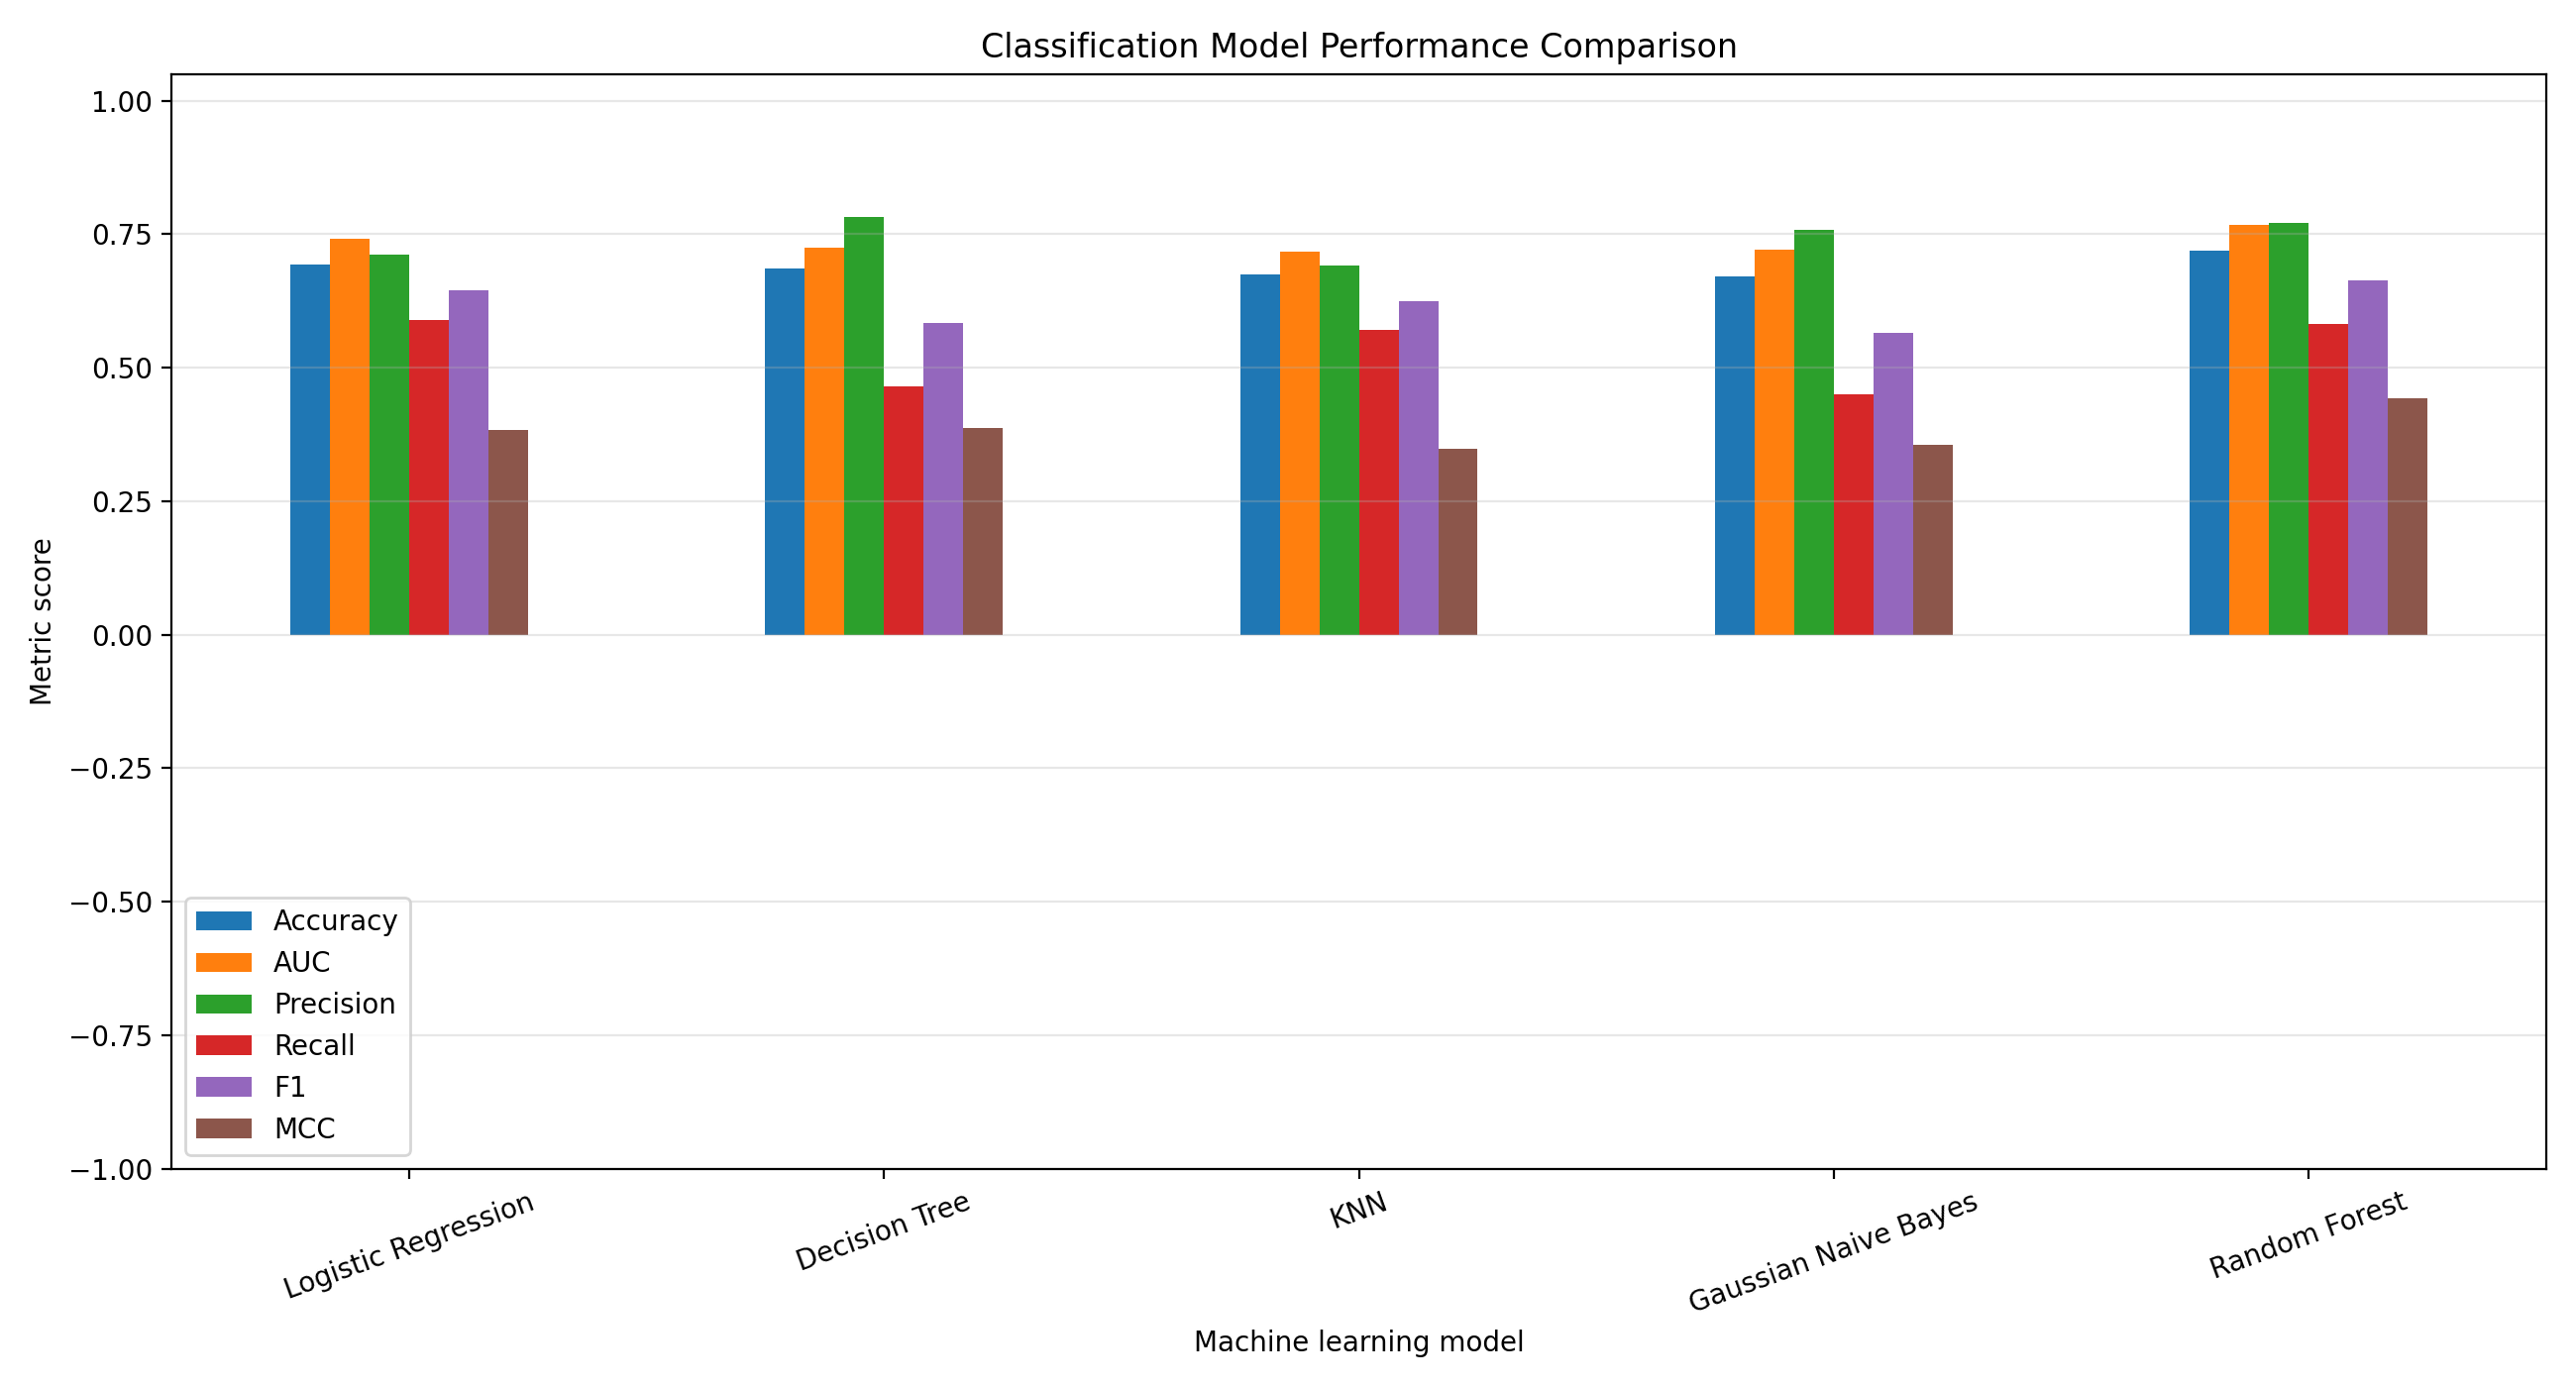 Classification Model Performance Comparison
1.00
0.75
0.50
0.25
0.00
−0.25
−0.50
−0.75
−1.00
Metric score
Accuracy
AUC
Precision
Recall
F1
MCC
Logistic Regression
Decision Tree
KNN
Gaussian Naive Bayes
Random Forest
Machine learning model